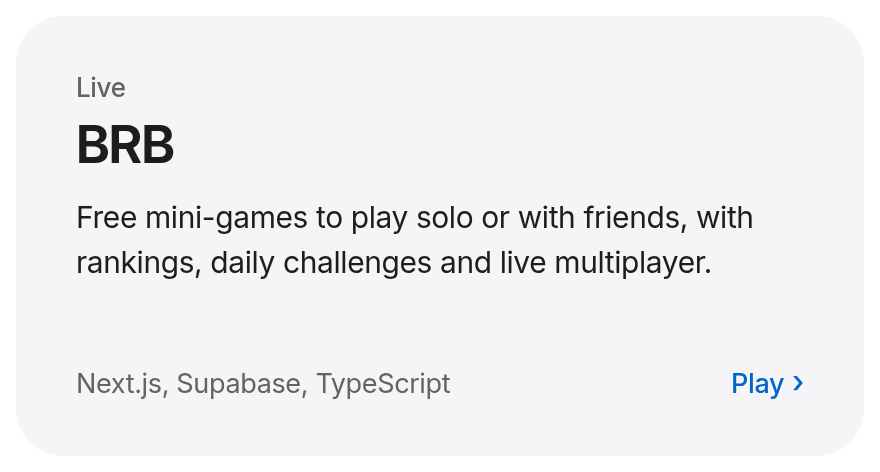 Live
BRB
Free mini-games to play solo or with friends, with
rankings, daily challenges and live multiplayer.
Next.js, Supabase, TypeScript
Play ›